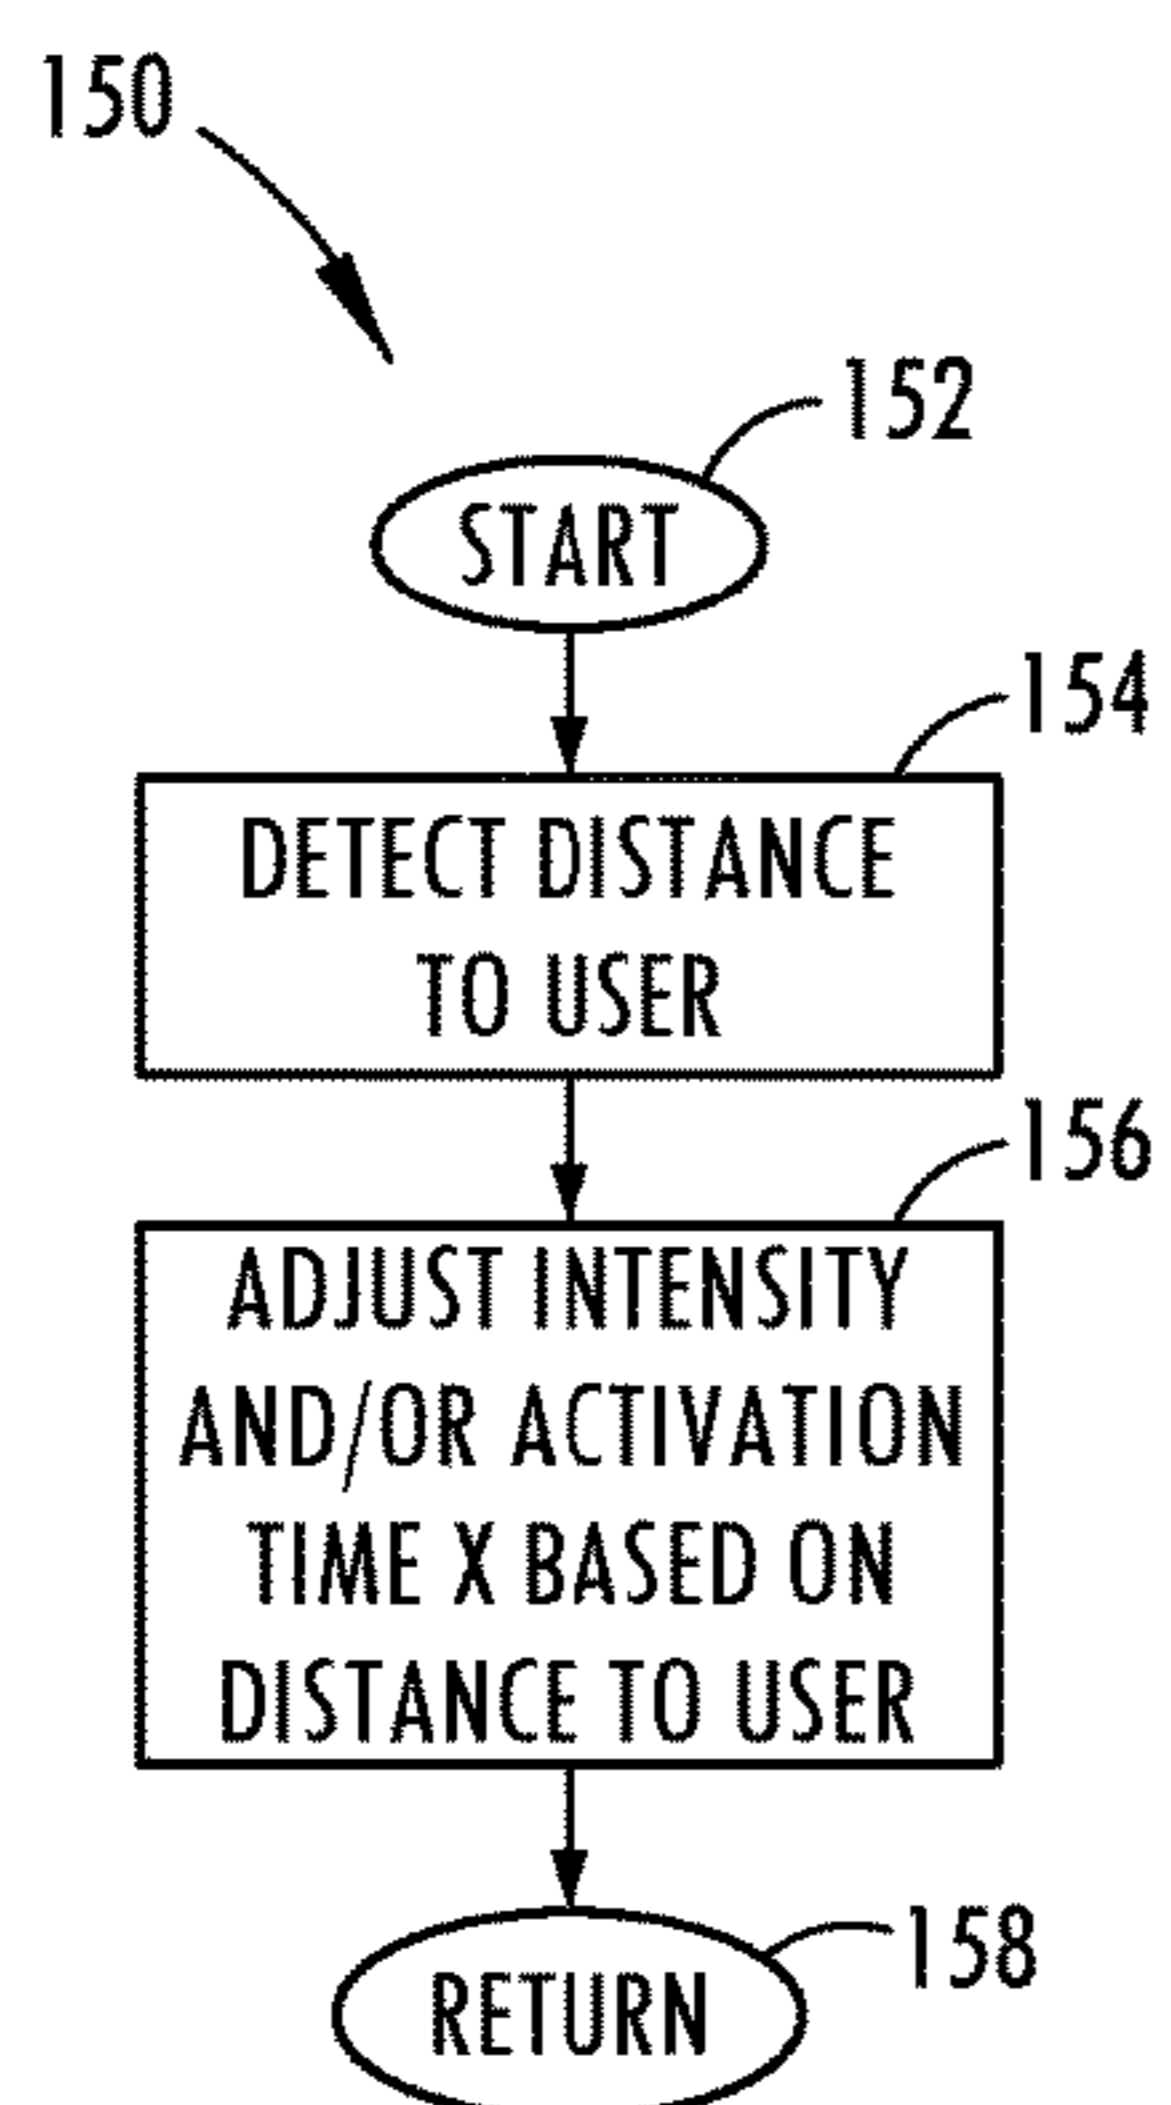 150
152
START
154
DETECT DISTANCE
TO USER
156
ADJUST INTENSITY
AND/OR ACTIVATION
TIME X BASED ON
DISTANCE TO USER
158
RETURN